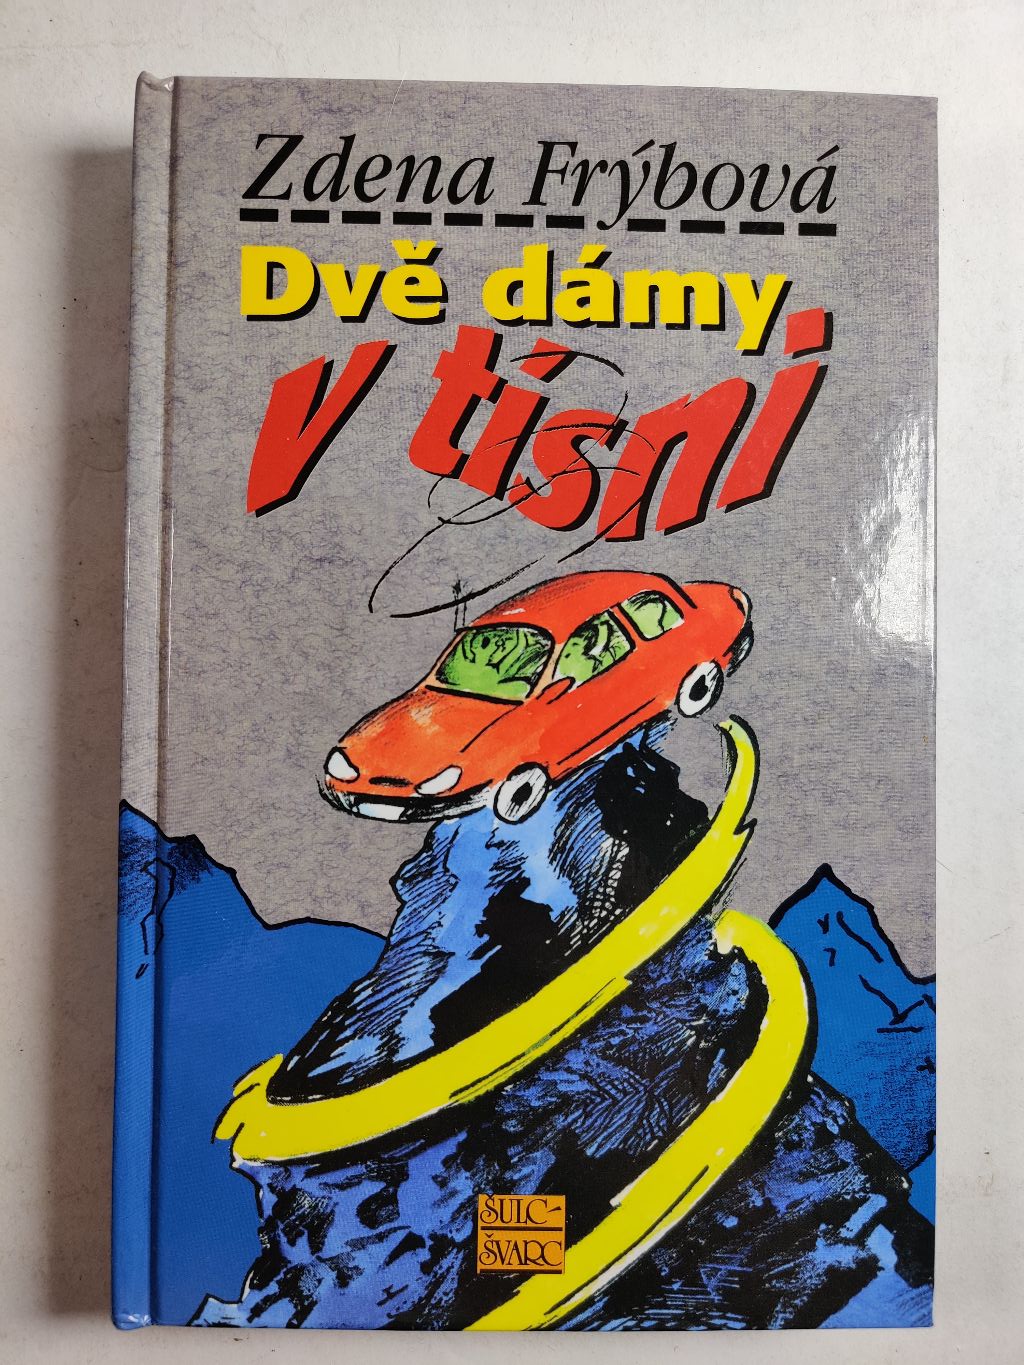 Zdena Frýbová
Dvě dámy
v tísni
ŠULC-
ŠVARC